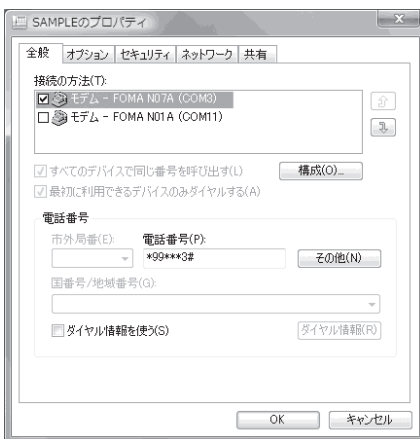 SAMPLEのプロパティ
全般 オプション セキュリティ ネットワーク 共有
接続の方法(T):
モデム - FOMA N07A (COM3)
モデム - FOMA N01A (COM11)
すべてのデバイスで同じ番号を呼び出す(L) 構成(O)...
最初に利用できるデバイスのみダイヤルする(A)
電話番号
市外局番(E): 電話番号(P):
*99***3# その他(N)
国番号/地域番号(G):
ダイヤル情報を使う(S) ダイヤル情報(R)
OK キャンセル